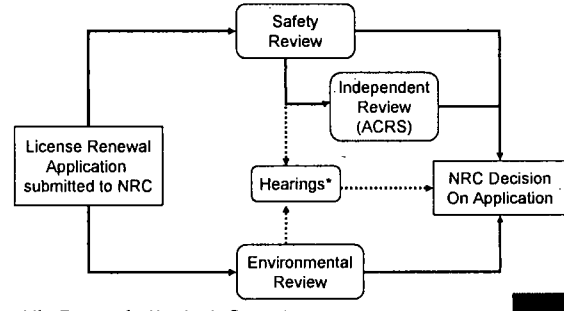 Safety
Review
Independent
Review
(ACRS)
License Renewal
Application
submitted to NRC
Hearings*
NRC Decision
On Application
Environmental
Review